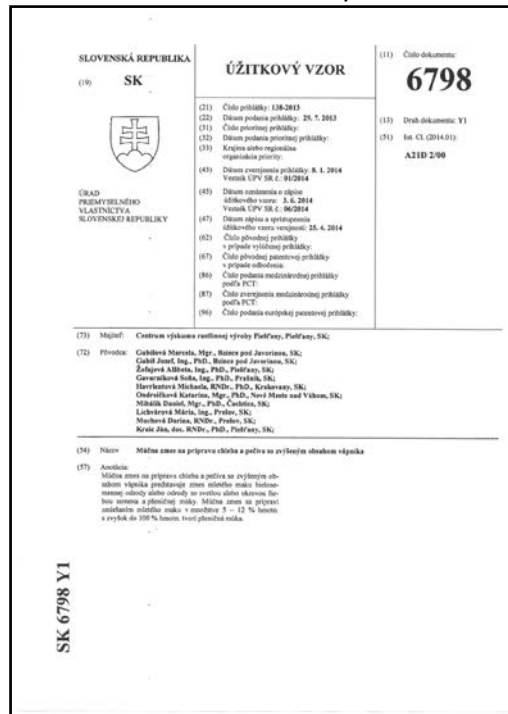 SLOVENSKÁ REPUBLIKA
(19) SK
ÚRAD
PRIEMYSELNÉHO
VLASTNÍCTVA
SLOVENSKEJ REPUBLIKY
ÚŽITKOVÝ VZOR
(11) Číslo dokumentu:
6798
(13) Druh dokumentu: Y1
(51) Int. Cl. (2014.01):
A21D 2/00
(21) Číslo prihlášky: 138-2013
(22) Dátum podania prihlášky: 29. 7. 2013
(31) Číslo prioritnej prihlášky:
(32) Dátum podania prioritnej prihlášky:
(33) Krajina alebo regionálna
organizácia priority:
(43) Dátum zverejnenia prihlášky: 8. 1. 2014
Vestník ÚPV SR č.: 01/2014
(45) Dátum oznámenia o zápise
úžitkového vzoru: 3. 6. 2014
Vestník ÚPV SR č.: 06/2014
(47) Dátum zápisu a sprístupnenia
úžitkového vzoru verejnosti: 25. 4. 2014
(62) Číslo pôvodnej prihlášky
v prípade vylúčenej prihlášky:
(67) Číslo pôvodnej patentovej prihlášky
v prípade odbočenia:
(86) Číslo podania medzinárodnej prihlášky
podľa PCT:
(87) Číslo zverejnenia medzinárodnej prihlášky
podľa PCT:
(96) Číslo podania európskej patentovej prihlášky:
(73) Majiteľ: Centrum výskumu rastlinnej výroby Piešťany, Piešťany, SK;
(72) Pôvodca: Gubišová Marcela, Mgr., Bzince pod Javorinou, SK;
Gubiš Jozef, Ing., PhD., Bzince pod Javorinou, SK;
Žofajová Alžbeta, Ing., PhD., Piešťany, SK;
Gavurníková Soňa, Ing., PhD., Prašník, SK;
Havrlentová Michaela, RNDr., PhD., Krakovany, SK;
Ondreičková Katarína, Mgr., PhD., Nové Mesto nad Váhom, SK;
Mihálik Daniel, Mgr., PhD., Čachtice, SK;
Lichvárová Mária, Ing., Prešov, SK;
Muchová Darina, RNDr., Prešov, SK;
Kraic Ján, doc. RNDr., PhD., Piešťany, SK;
(54) Názov Múčna zmes na prípravu chleba a pečiva so zvýšeným obsahom vápnika
(57) Anotácia:
Múčna zmes na prípravu chleba a pečiva so zvýšeným ob-
sahom vápnika predstavuje zmes mletého maku bielose-
mennej odrody alebo odrody so svetlou alebo okrovou far-
bou semena a pšeničnej múky. Múčna zmes sa pripraví
zmiešaním mletého maku v množstve 5 – 12 % hmotn.
a zvyšok do 100 % hmotn. tvorí pšeničná múka.
SK 6798 Y1